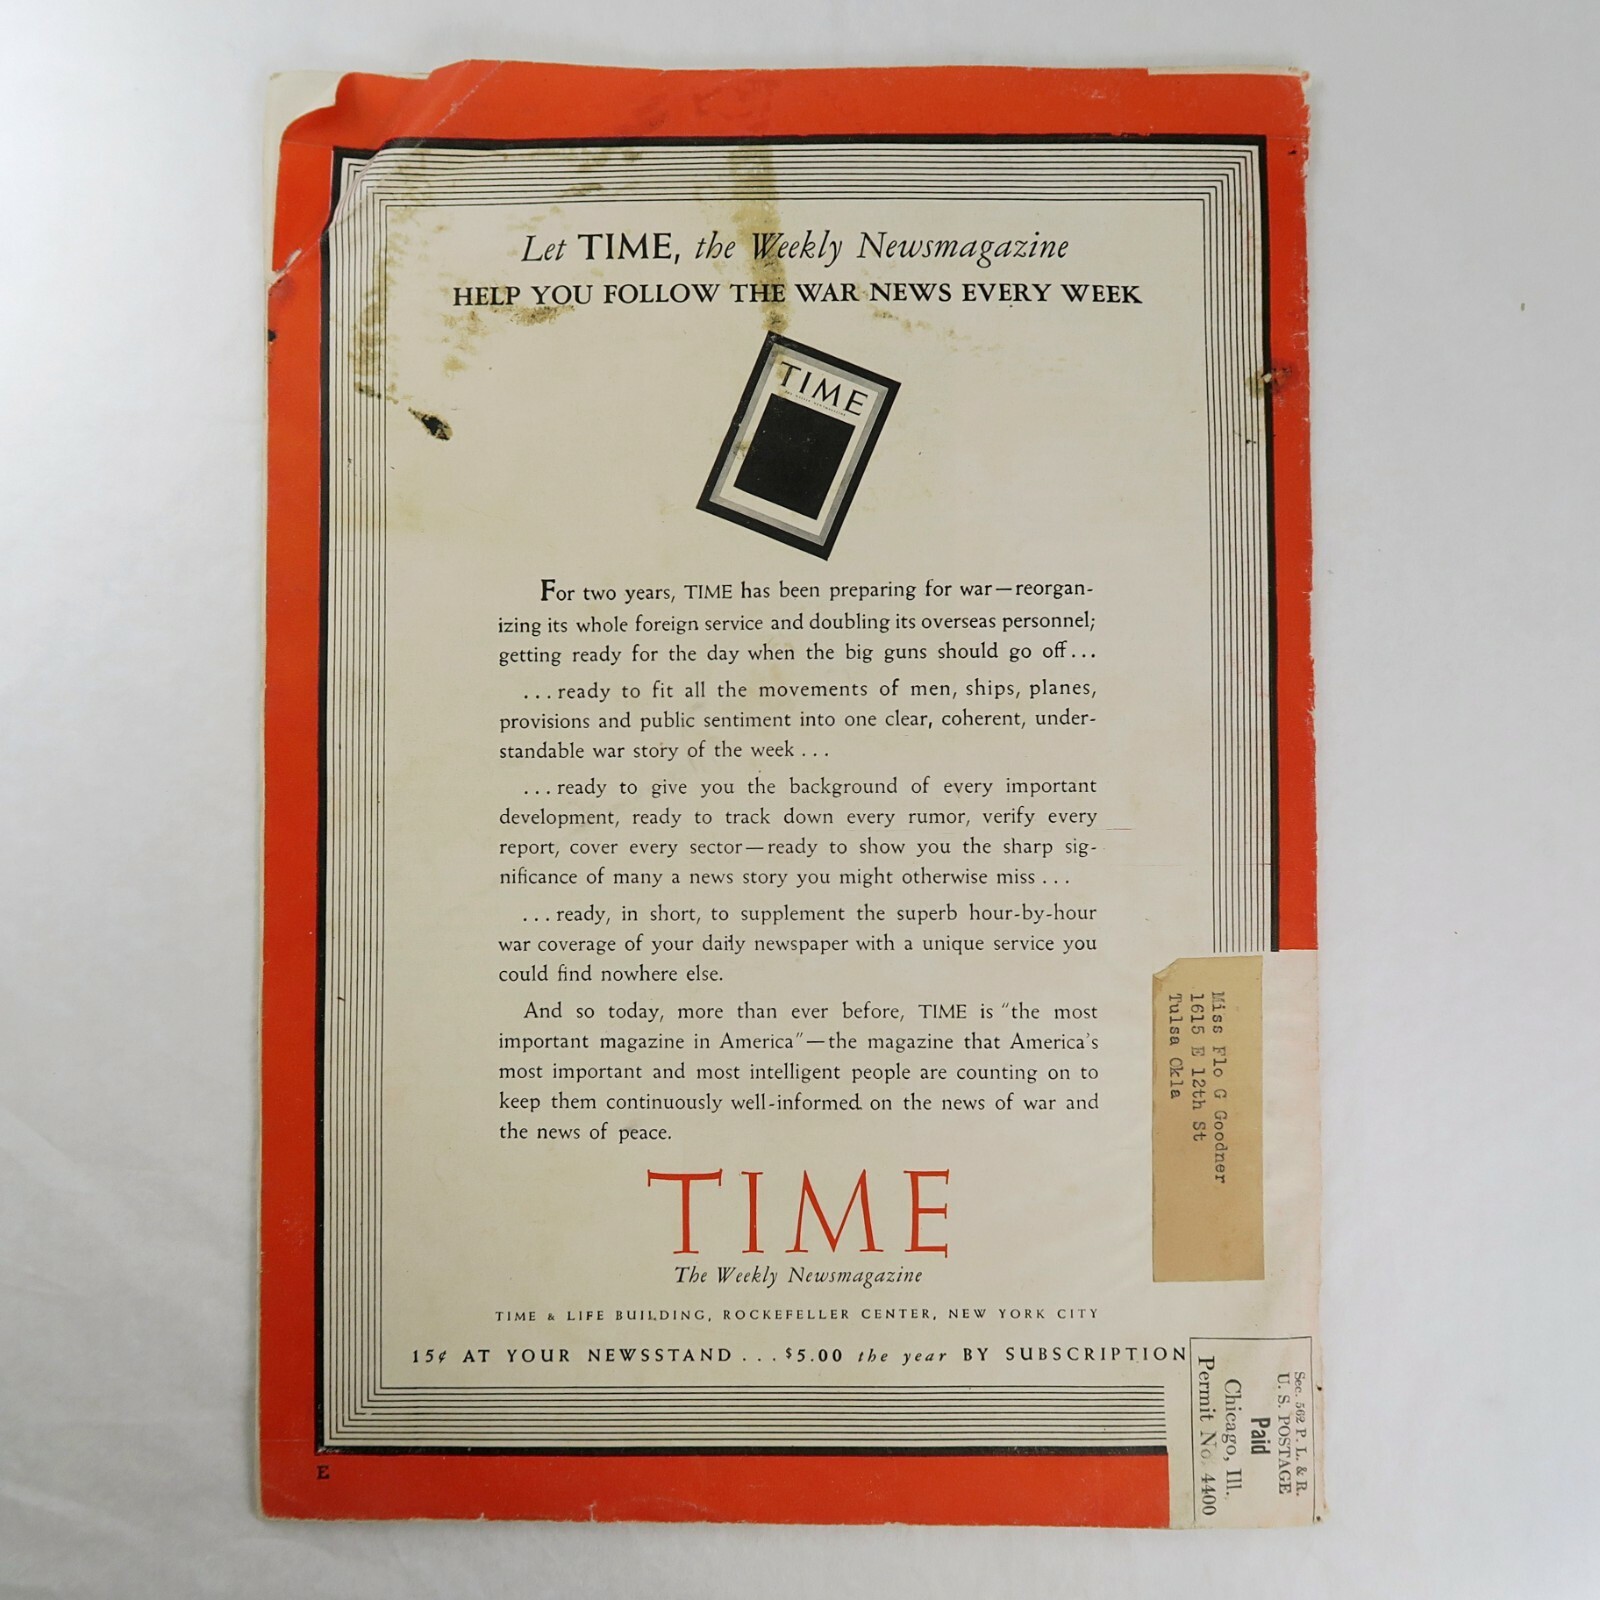 Let TIME, the Weekly Newsmagazine
HELP YOU FOLLOW THE WAR NEWS EVERY WEEK
TIME
For two years, TIME has been preparing for war—reorgan-
izing its whole foreign service and doubling its overseas personnel;
getting ready for the day when the big guns should go off...
...ready to fit all the movements of men, ships, planes,
provisions and public sentiment into one clear, coherent, under-
standable war story of the week...
...ready to give you the background of every important
development, ready to track down every rumor, verify every
report, cover every sector—ready to show you the sharp sig-
nificance of many a news story you might otherwise miss...
...ready, in short, to supplement the superb hour-by-hour
war coverage of your daily newspaper with a unique service you
could find nowhere else.
And so today, more than ever before, TIME is "the most
important magazine in America"—the magazine that America's
most important and most intelligent people are counting on to
keep them continuously well-informed on the news of war and
the news of peace.
TIME
The Weekly Newsmagazine
TIME & LIFE BUILDING, ROCKEFELLER CENTER, NEW YORK CITY
15¢ AT YOUR NEWSSTAND...$5.00 the year BY SUBSCRIPTION
E
Miss Flo G Goodner
1615 E 12th St
Tulsa Okla
Sec. 562 P. L. & R.
U. S. POSTAGE
Paid
Chicago, Ill.
Permit No. 4400